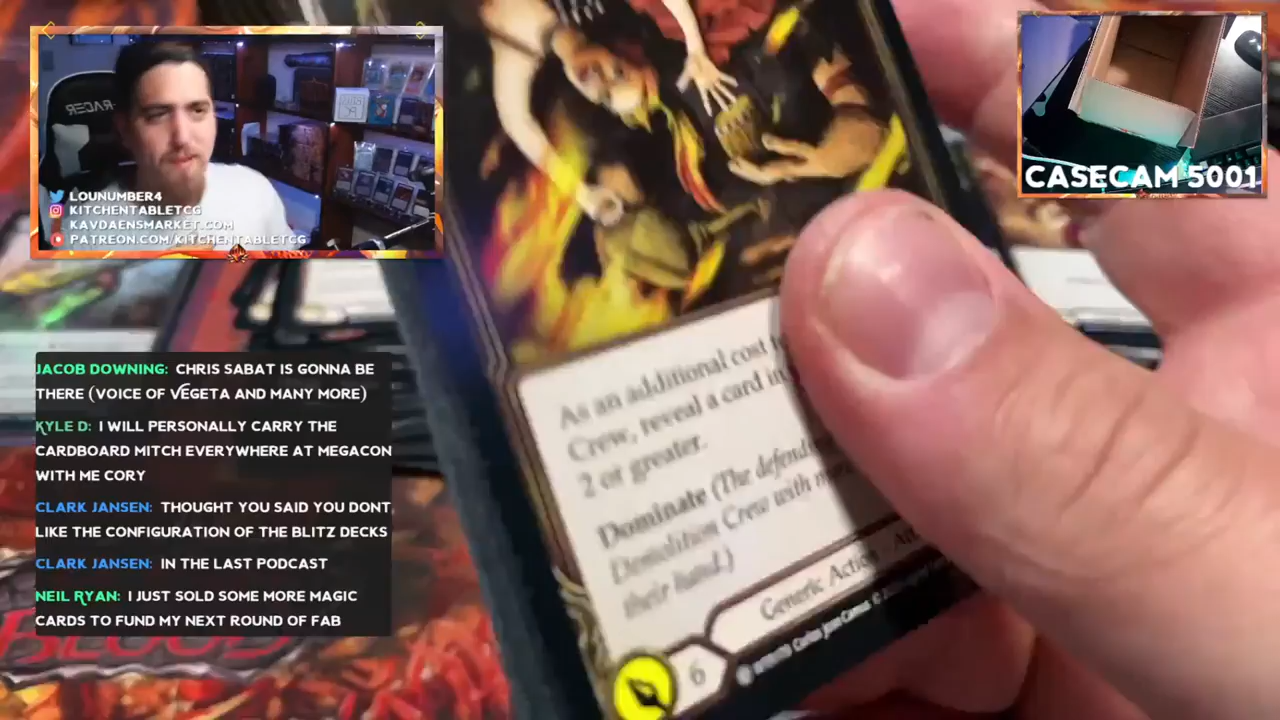 RACER
LOUNUMBER4
KITCHENTABLETCG
KAVDAENSMARKET.COM
PATREON.COM/KITCHENTABLETCG
CASECAM 5001
JACOB DOWNING: CHRIS SABAT IS GONNA BE
THERE (VOICE OF VEGETA AND MANY MORE)
KYLE D: I WILL PERSONALLY CARRY THE
CARDBOARD MITCH EVERYWHERE AT MEGACON
WITH ME CORY
CLARK JANSEN: THOUGHT YOU SAID YOU DONT
LIKE THE CONFIGURATION OF THE BLITZ DECKS
CLARK JANSEN: IN THE LAST PODCAST
NEIL RYAN: I JUST SOLD SOME MORE MAGIC
CARDS TO FUND MY NEXT ROUND OF FAB
As an additional cost
Crew, reveal a card in
2 or greater.
Dominate (The
Demolition Crew with
their hand.)
Generic Action -
6
BLOOD